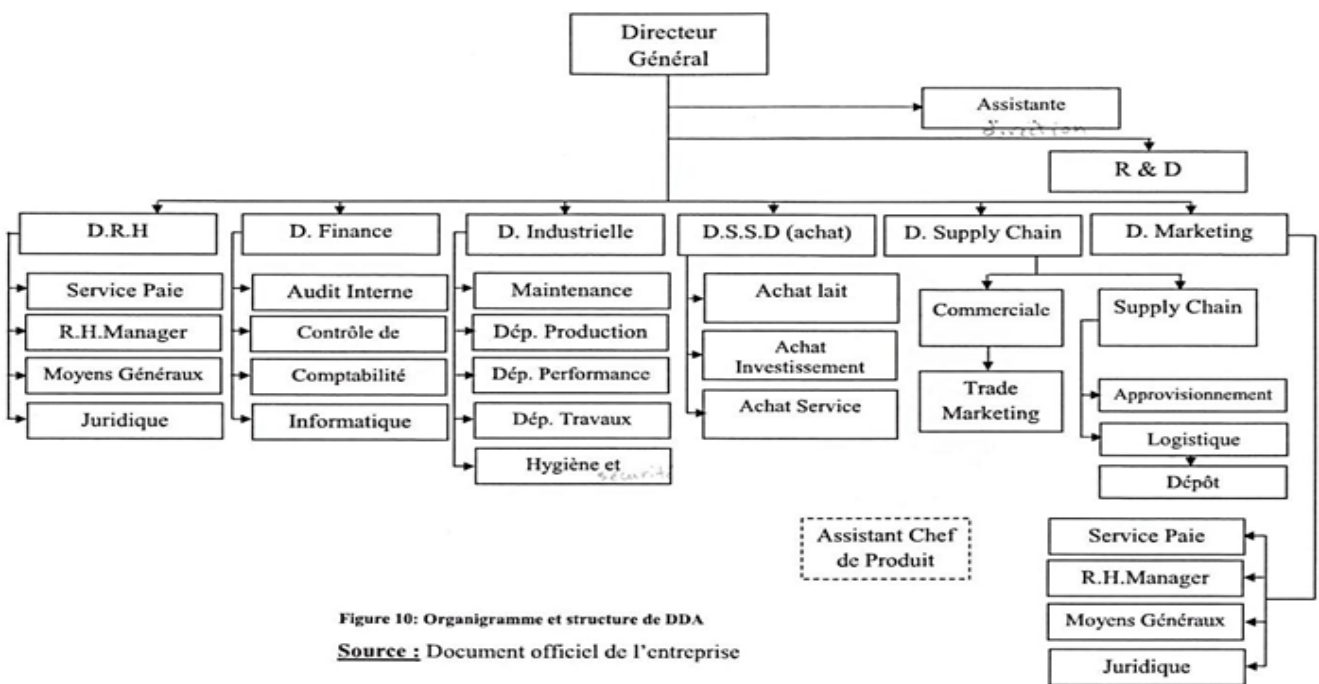 Directeur
Général
Assistante
direction
R & D
D.R.H
D. Finance
D. Industrielle
D.S.S.D (achat)
D. Supply Chain
D. Marketing
Service Paie
R.H.Manager
Moyens Généraux
Juridique
Audit Interne
Contrôle de
Comptabilité
Informatique
Maintenance
Dép. Production
Dép. Performance
Dép. Travaux
Hygiène et
sécurité
Achat lait
Achat
Investissement
Achat Service
Commerciale
Trade
Marketing
Supply Chain
Approvisionnement
Logistique
Dépôt
Assistant Chef
de Produit
Service Paie
R.H.Manager
Moyens Généraux
Juridique
Figure 10: Organigramme et structure de DDA
Source : Document officiel de l'entreprise